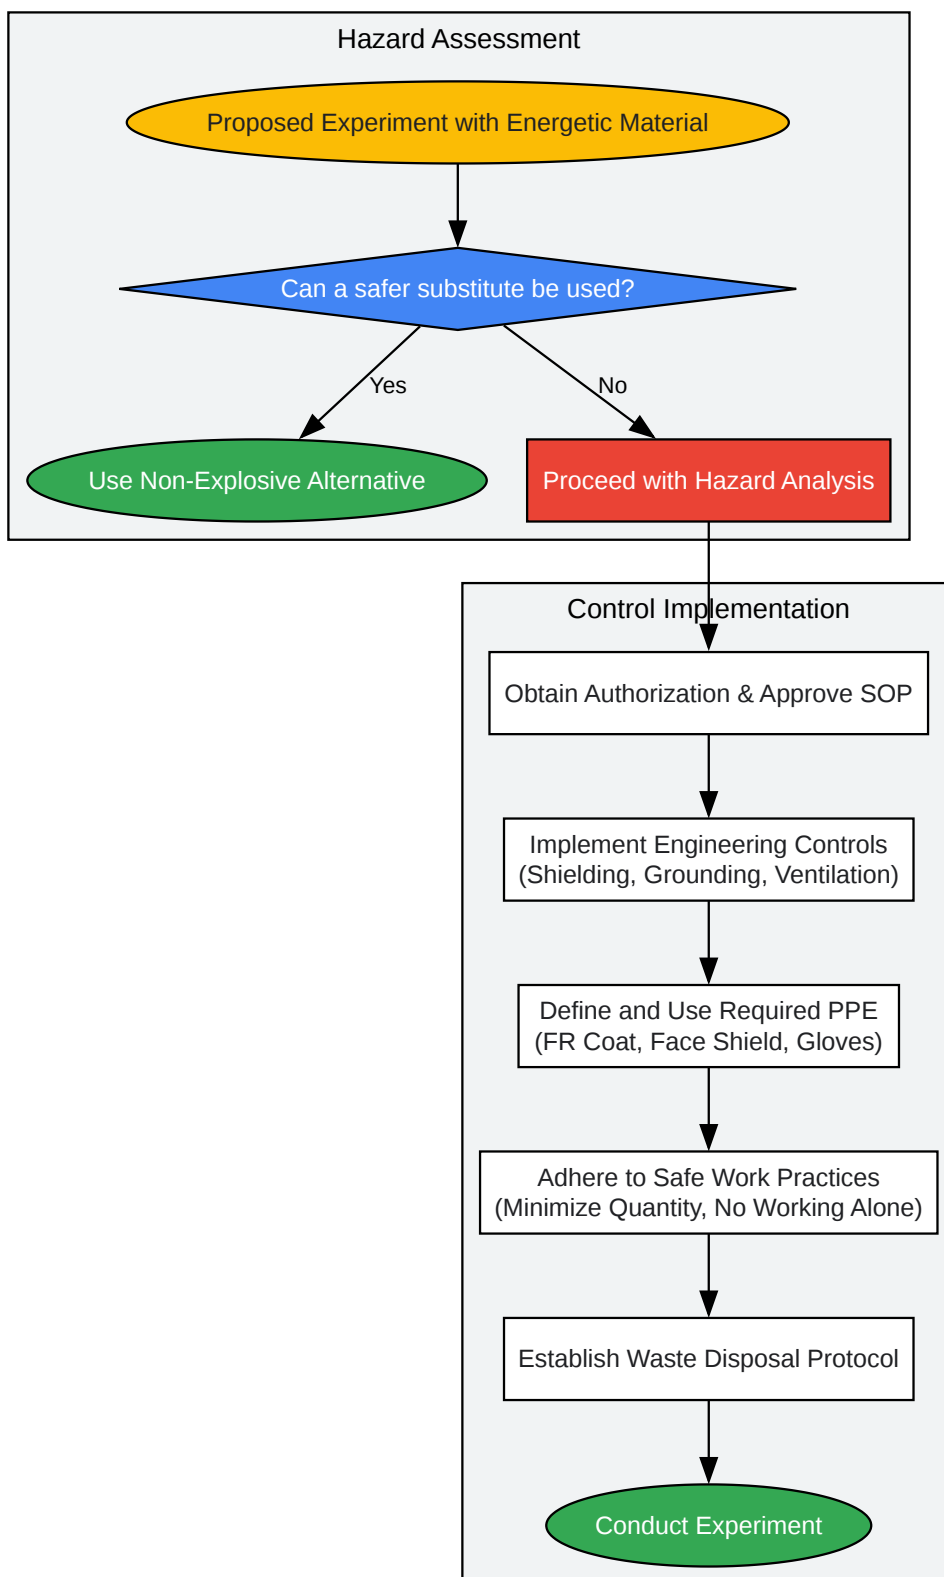 Hazard Assessment
Proposed Experiment with Energetic Material
Can a safer substitute be used?
Yes
No
Use Non-Explosive Alternative
Proceed with Hazard Analysis
Control Implementation
Obtain Authorization & Approve SOP
Implement Engineering Controls
(Shielding, Grounding, Ventilation)
Define and Use Required PPE
(FR Coat, Face Shield, Gloves)
Adhere to Safe Work Practices
(Minimize Quantity, No Working Alone)
Establish Waste Disposal Protocol
Conduct Experiment